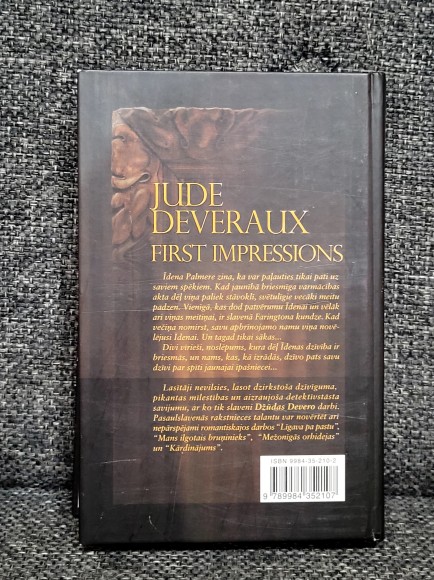 JUDE
DEVERAUX
FIRST IMPRESSIONS
Īdena Palmere zina, ka var paļauties tikai pati uz
saviem spēkiem. Kad jaunībā briesmīga varmācības
akta dēļ viņa paliek stāvoklī, svētulīgie vecāki meitu
padzen. Vienīgā, kas dod patvērumu Īdenai un vēlāk
arī viņas meitiņai, ir slavenā Faringtona kundze. Kad
večiņa nomirst, savu apbrīnojamo namu viņa novē-
lējusi Īdenai. Un tagad tikai sākas...
Divi vīrieši, noslēpums, kura dēļ Īdenas dzīvība ir
briesmās, un nams, kas, kā izrādās, dzīvo pats savu
dzīvi par spīti jaunajai īpašniecei...
Lasītāji nevilsies, lasot dzirkstoša dzīvīguma,
pikantas mīlestības un aizraujoša detektīvstāsta
savijumu, ar ko tik slaveni Džūdas Devero darbi.
Pasaulslavenās rakstnieces talantu var novērtēt arī
nepārspējami romantiskajos darbos "Līgava pa pastu",
"Mans ilgotais bruņinieks", "Mežonīgās orhidejas"
un "Kārdinājums".
ISBN 9984-35-210-2
9 789984 352107